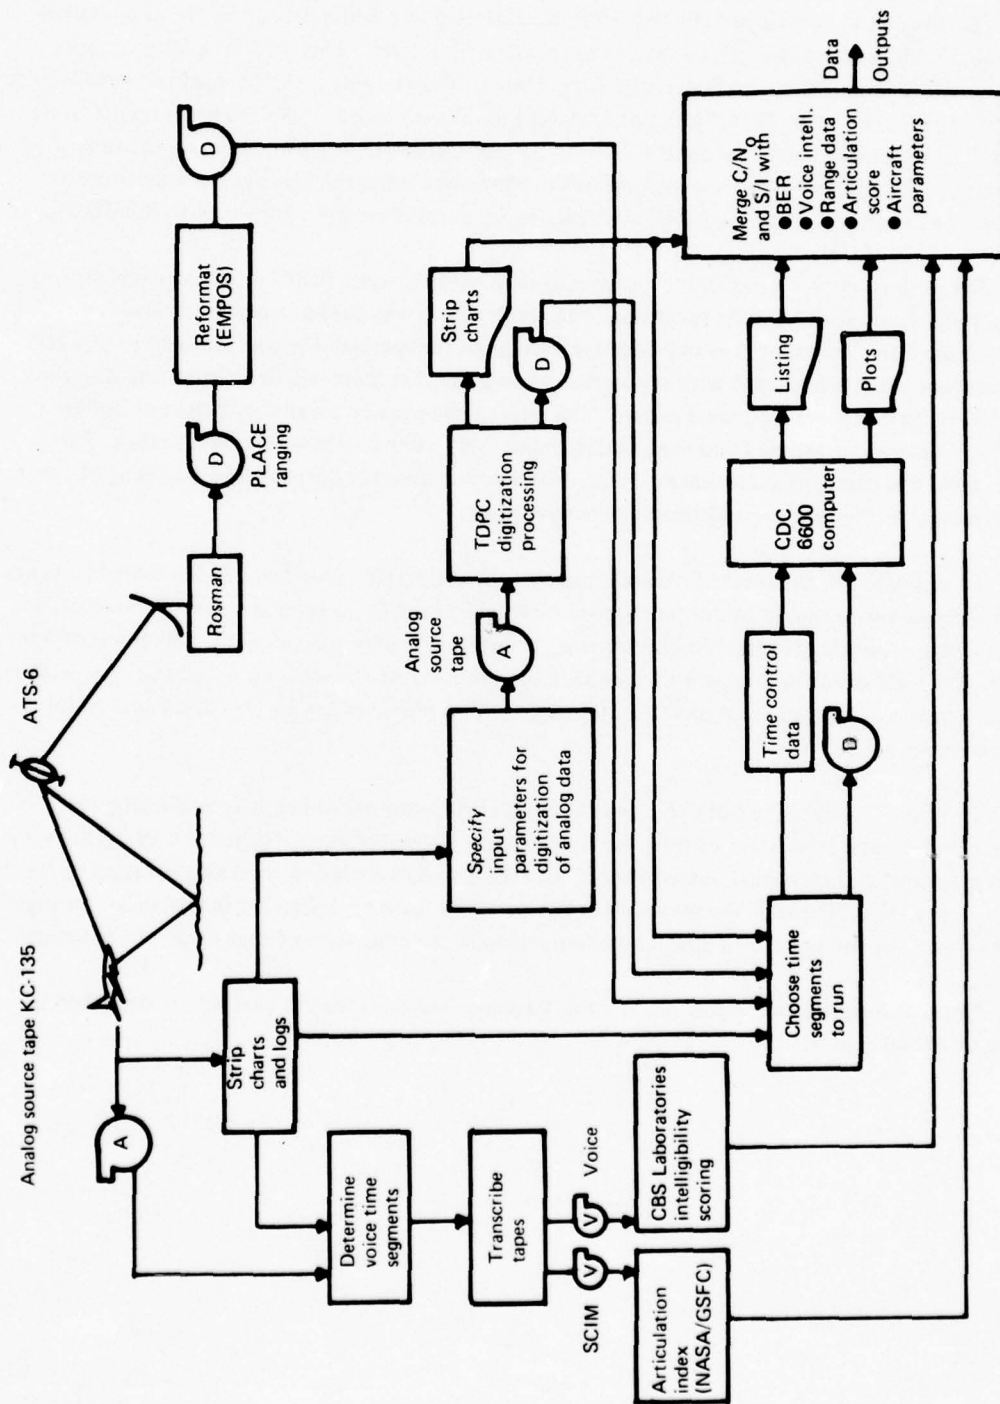 Analog source tape KC-135
ATS-6
A
Rosman
D
PLACE
ranging
Reformat
(EMPOS)
D
Strip
charts
and logs
Specify
input
parameters for
digitization
of analog data
Analog
source
tape
A
TDPC
digitization
processing
Strip
charts
D
Determine
voice time
segments
Transcribe
tapes
SCIM
V
V
Voice
Articulation
index
(NASA/GSFC)
CBS Laboratories
intelligibility
scoring
Choose time
segments
to run
Time control
data
D
CDC
6600
computer
Listing
Plots
Merge C/No
and S/I with
●BER
●Voice intell.
●Range data
●Articulation
score
●Aircraft
parameters
Data
Outputs